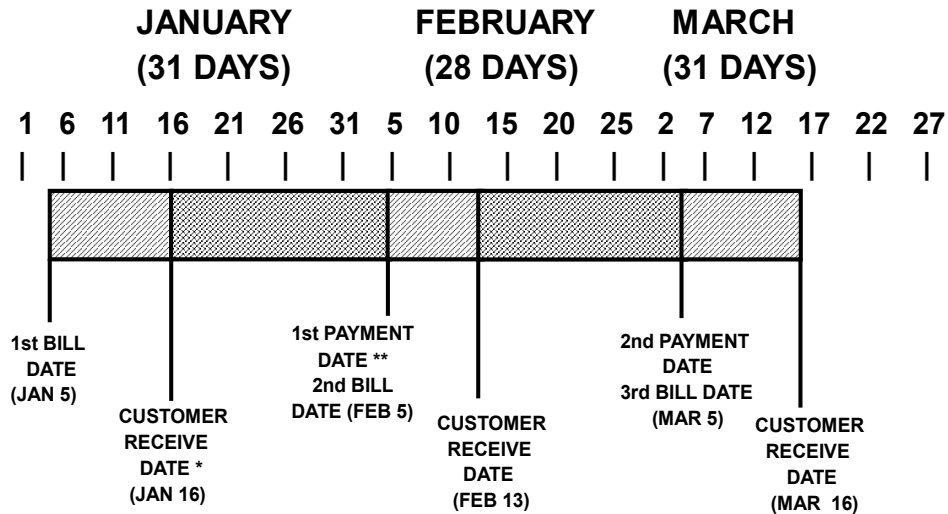 JANUARY FEBRUARY MARCH
(31 DAYS) (28 DAYS) (31 DAYS)
1 6 11 16 21 26 31 5 10 15 20 25 2 7 12 17 22 27
1st BILL
DATE
(JAN 5)
CUSTOMER
RECEIVE
DATE *
(JAN 16)
1st PAYMENT
DATE **
2nd BILL
DATE (FEB 5)
CUSTOMER
RECEIVE
DATE
(FEB 13)
2nd PAYMENT
DATE
3rd BILL DATE
(MAR 5)
CUSTOMER
RECEIVE
DATE
(MAR 16)